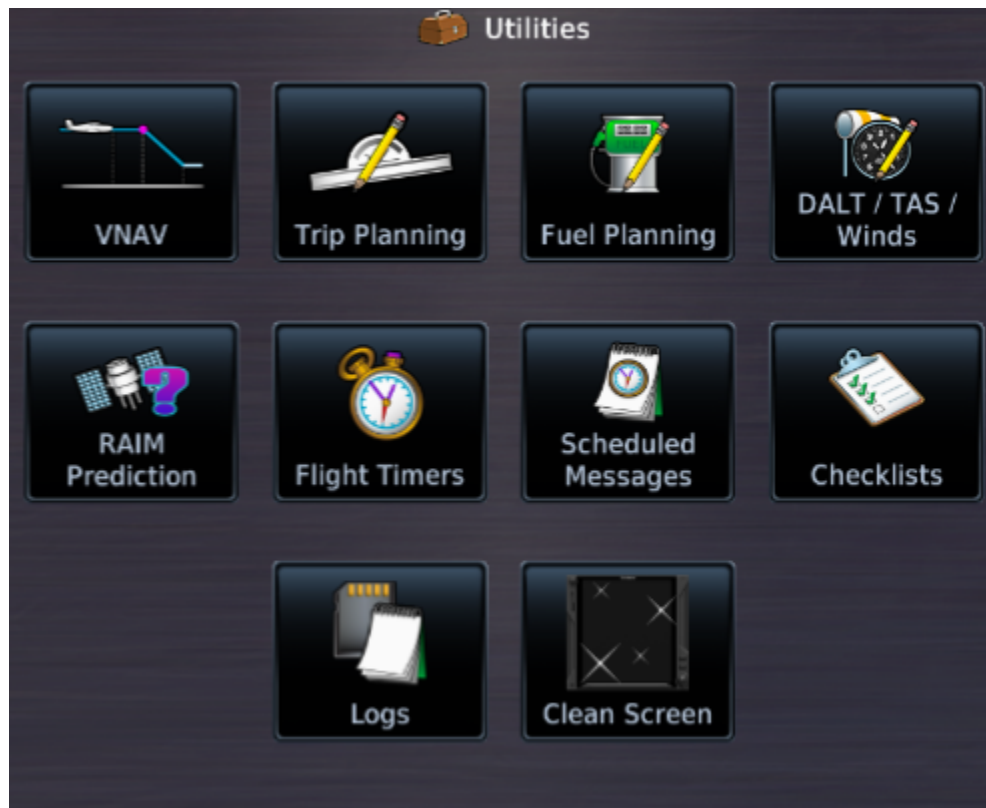 Utilities
VNAV
Trip Planning
Fuel Planning
DALT / TAS /
Winds
RAIM
Prediction
Flight Timers
Scheduled
Messages
Checklists
Logs
Clean Screen